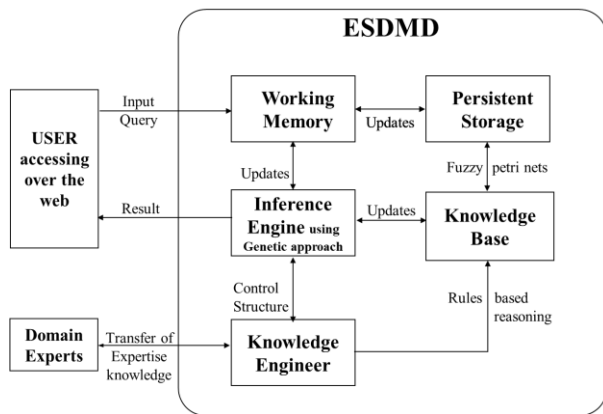 ESDMD
USER
accessing
over the
web
Input
Query
Working
Memory
Updates
Persistent
Storage
Updates
Fuzzy petri nets
Result
Inference
Engine using
Genetic approach
Updates
Knowledge
Base
Control
Structure
Rules based
reasoning
Domain
Experts
Transfer of
Expertise
knowledge
Knowledge
Engineer